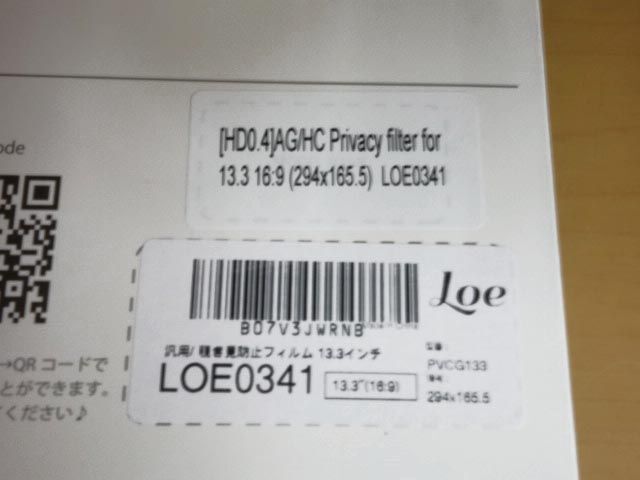 [HD0.4]AG/HC Privacy filter for
13.3 16:9 (294x165.5) LOE0341
ode
Loe
B07V3JWRNB
汎用/ 覗き見防止フィルム 13.3インチ
LOE0341
13.3"(16:9)
PVCG133
294x165.5
→QRコードで
とができます。
ください♪